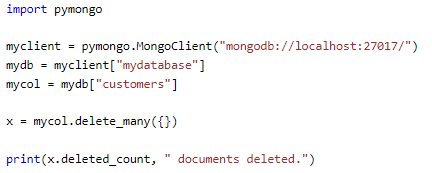 import pymongo
myclient = pymongo.MongoClient("mongodb://localhost:27017/")
mydb = myclient["mydatabase"]
mycol = mydb["customers"]
x = mycol.delete_many({})
print(x.deleted_count, " documents deleted.")